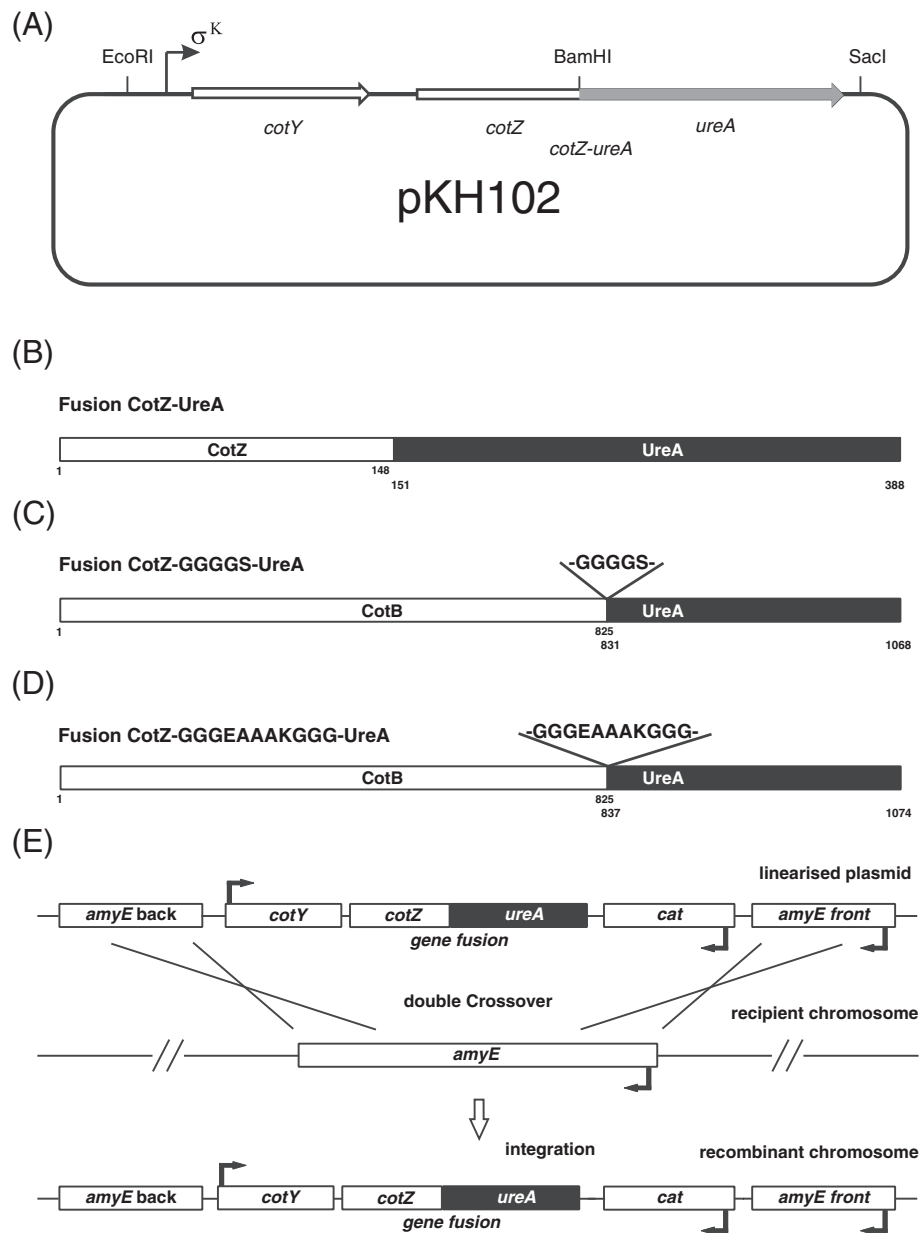 (A)
σK
EcoRI
BamHI
SacI
cotY
cotZ
ureA
cotZ-ureA
pKH102
(B)
Fusion CotZ-UreA
CotZ
UreA
1
148
151
388
(C)
Fusion CotZ-GGGGS-UreA
-GGGGS-
CotB
UreA
1
825
831
1068
(D)
Fusion CotZ-GGGEAAAKGGG-UreA
-GGGEAAAKGGG-
CotB
UreA
1
825
837
1074
(E)
linearised plasmid
amyE back
cotY
cotZ
ureA
cat
amyE front
gene fusion
double Crossover
recipient chromosome
amyE
integration
recombinant chromosome
amyE back
cotY
cotZ
ureA
cat
amyE front
gene fusion